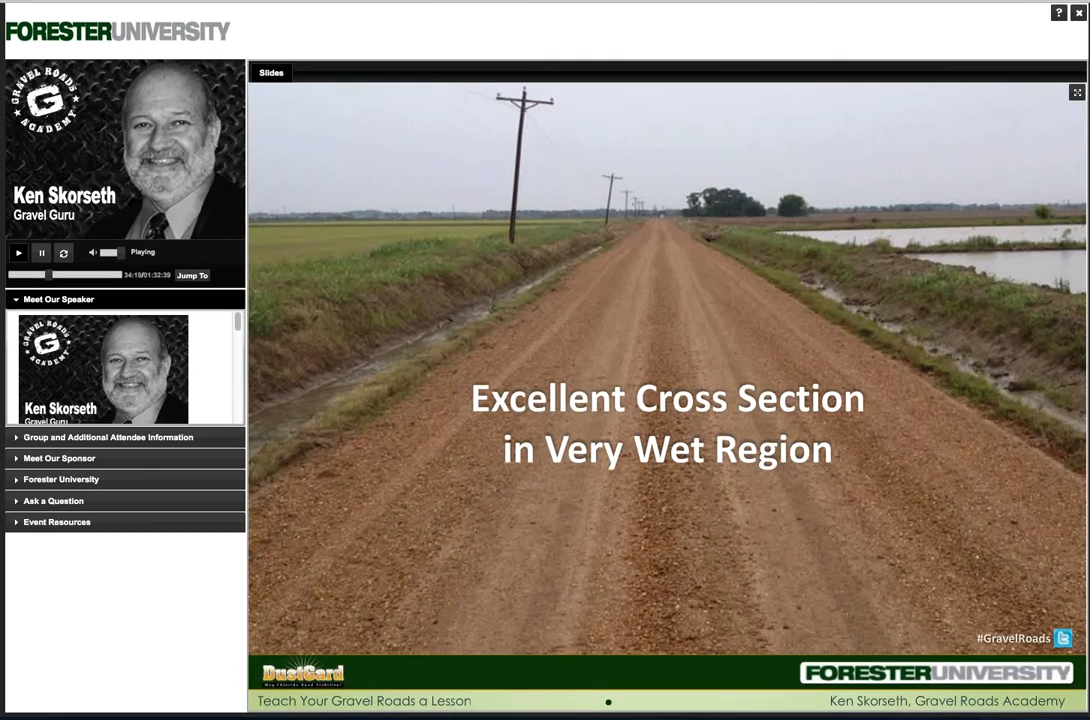 ? ×
FORESTERUNIVERSITY
GRAVEL ROADS
G
ACADEMY
Ken Skorseth
Gravel Guru
Playing
34:19/01:32:39 Jump To
Meet Our Speaker
GRAVEL ROADS
G
ACADEMY
Ken Skorseth
Gravel Guru
Group and Additional Attendee Information
Meet Our Sponsor
Forester University
Ask a Question
Event Resources
Slides
Excellent Cross Section
in Very Wet Region
#GravelRoads
DustGard
FORESTERUNIVERSITY
Teach Your Gravel Roads a Lesson
Ken Skorseth, Gravel Roads Academy